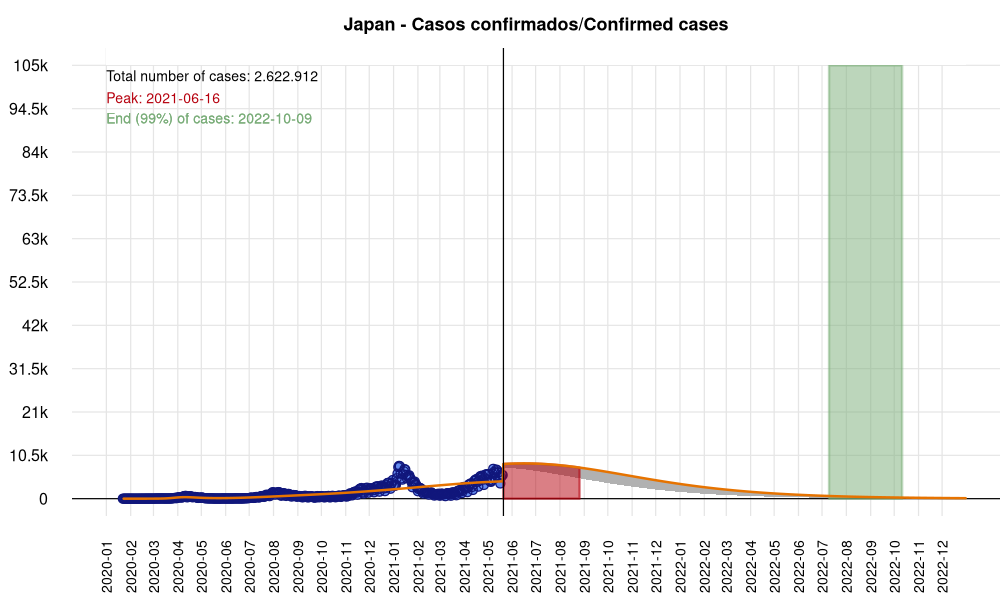 Japan - Casos confirmados/Confirmed cases
Total number of cases: 2.622.912
Peak: 2021-06-16
End (99%) of cases: 2022-10-09
105k
94.5k
84k
73.5k
63k
52.5k
42k
31.5k
21k
10.5k
0
2020-01
2020-02
2020-03
2020-04
2020-05
2020-06
2020-07
2020-08
2020-09
2020-10
2020-11
2020-12
2021-01
2021-02
2021-03
2021-04
2021-05
2021-06
2021-07
2021-08
2021-09
2021-10
2021-11
2021-12
2022-01
2022-02
2022-03
2022-04
2022-05
2022-06
2022-07
2022-08
2022-09
2022-10
2022-12